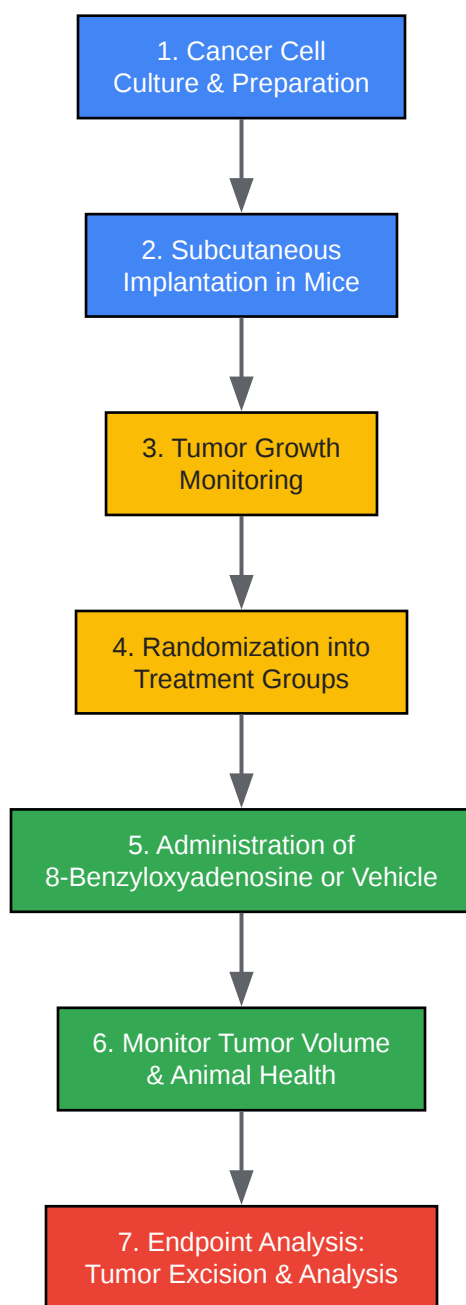 1. Cancer Cell
Culture & Preparation
2. Subcutaneous
Implantation in Mice
3. Tumor Growth
Monitoring
4. Randomization into
Treatment Groups
5. Administration of
8-Benzyloxyadenosine or Vehicle
6. Monitor Tumor Volume
& Animal Health
7. Endpoint Analysis:
Tumor Excision & Analysis